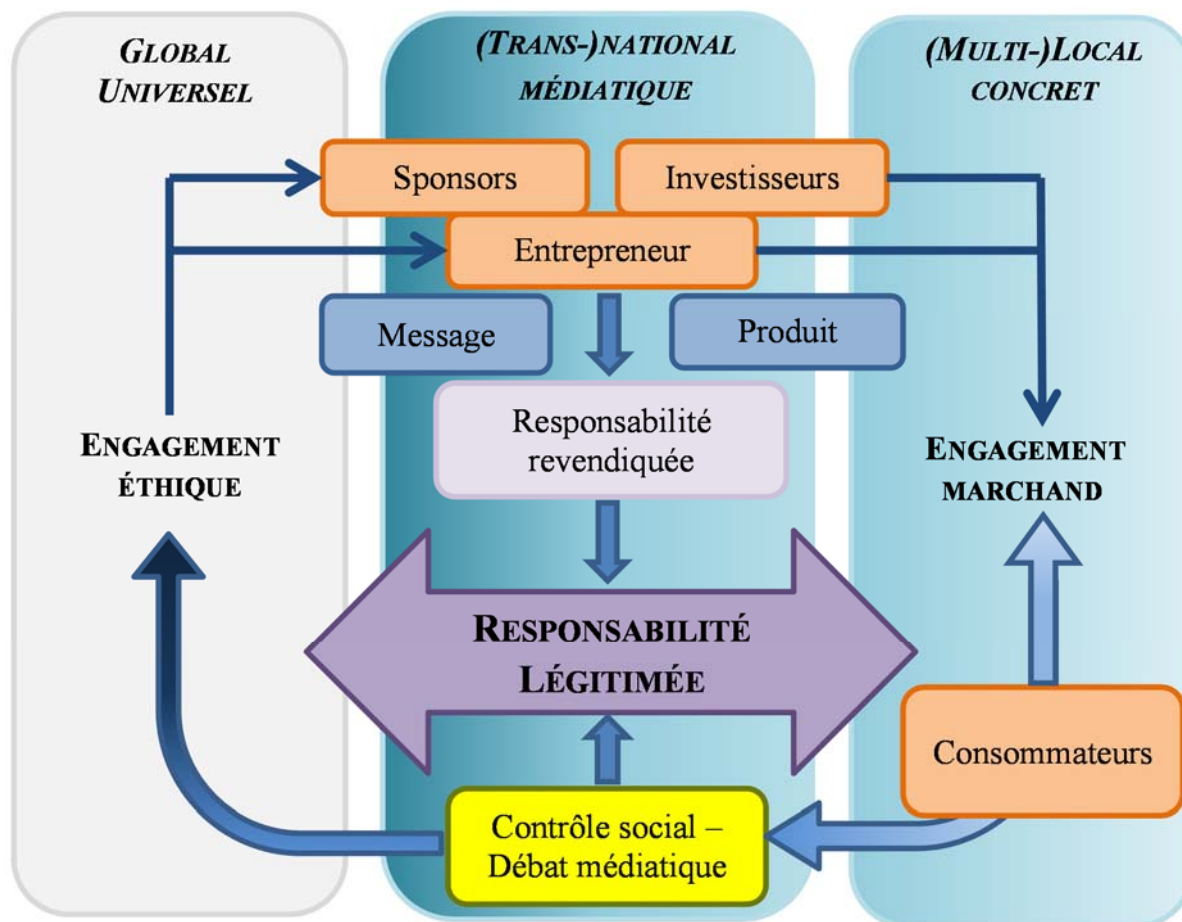 GLOBAL
UNIVERSEL
(TRANS-)NATIONAL
MÉDIATIQUE
(MULTI-)LOCAL
CONCRET
Sponsors
Investisseurs
Entrepreneur
Message
Produit
Responsabilité
revendiquée
ENGAGEMENT
ÉTHIQUE
ENGAGEMENT
MARCHAND
RESPONSABILITÉ
LÉGITIMÉE
Consommateurs
Contrôle social –
Débat médiatique